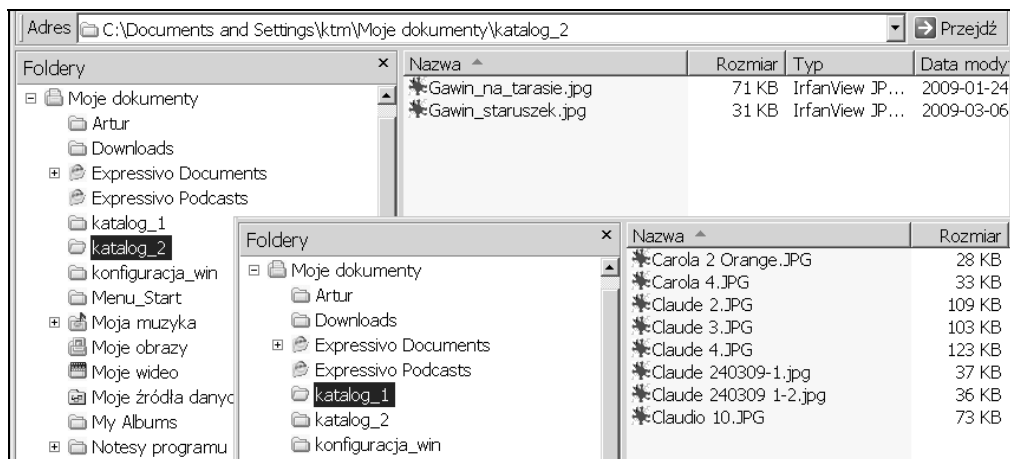 Adres C:\Documents and Settings\ktm\Moje dokumenty\katalog_2 Przejdź
Foldery × Nazwa Rozmiar Typ Data mody
Moje dokumenty
Artur
Downloads
Expressivo Documents
Expressivo Podcasts
katalog_1
katalog_2
konfiguracja_win
Menu_Start
Moja muzyka
Moje obrazy
Moje wideo
Moje źródła danyc
My Albums
Notesy programu
Gawin_na_tarasie.jpg 71 KB IrfanView JP... 2009-01-24
Gawin_staruszek.jpg 31 KB IrfanView JP... 2009-03-06
Foldery × Nazwa Rozmiar
Moje dokumenty
Artur
Downloads
Expressivo Documents
Expressivo Podcasts
katalog_1
katalog_2
konfiguracja_win
Carola 2 Orange.JPG 28 KB
Carola 4.JPG 33 KB
Claude 2.JPG 109 KB
Claude 3.JPG 103 KB
Claude 4.JPG 123 KB
Claude 240309-1.jpg 37 KB
Claude 240309 1-2.jpg 36 KB
Claudio 10.JPG 73 KB